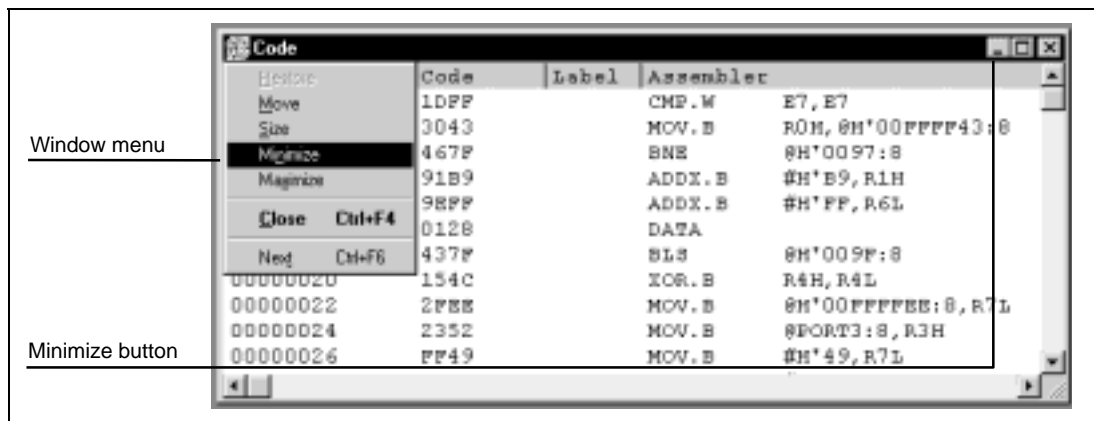 Code
Restore
Move
Size
Minimize
Maximize
Close Ctrl+F4
Next Ctrl+F6
Window menu
Minimize button
Code Label Assembler
1DFF CMP.W E7,E7
3043 MOV.B R0H,@H'00FFFF43:8
467F BNE @H'0097:8
91B9 ADDX.B #H'B9,R1H
9EFF ADDX.B #H'FF,R6L
0128 DATA
437F BLS @H'009F:8
00000020 154C XOR.B R4H,R4L
00000022 2FEE MOV.B @H'00FFFFEE:8,R7L
00000024 2352 MOV.B @PORT3:8,R3H
00000026 FF49 MOV.B #H'49,R7L